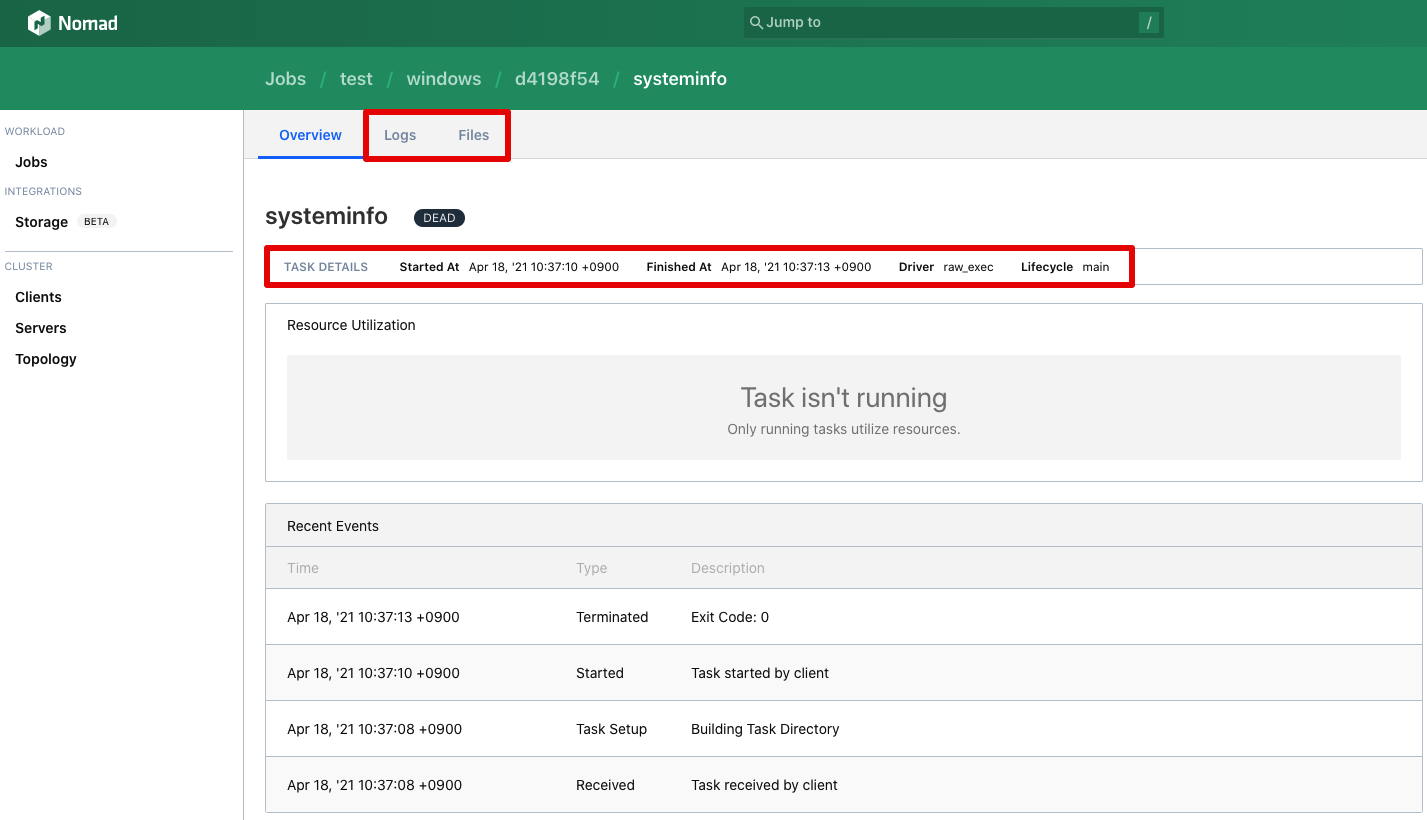 Nomad
Jump to /
Jobs / test / windows / d4198f54 / systeminfo
WORKLOAD
Jobs
INTEGRATIONS
Storage BETA
CLUSTER
Clients
Servers
Topology
Overview Logs Files
systeminfo DEAD
TASK DETAILS Started At Apr 18, '21 10:37:10 +0900 Finished At Apr 18, '21 10:37:13 +0900 Driver raw_exec Lifecycle main
Resource Utilization
Task isn't running
Only running tasks utilize resources.
Recent Events
Time Type Description
Apr 18, '21 10:37:13 +0900 Terminated Exit Code: 0
Apr 18, '21 10:37:10 +0900 Started Task started by client
Apr 18, '21 10:37:08 +0900 Task Setup Building Task Directory
Apr 18, '21 10:37:08 +0900 Received Task received by client